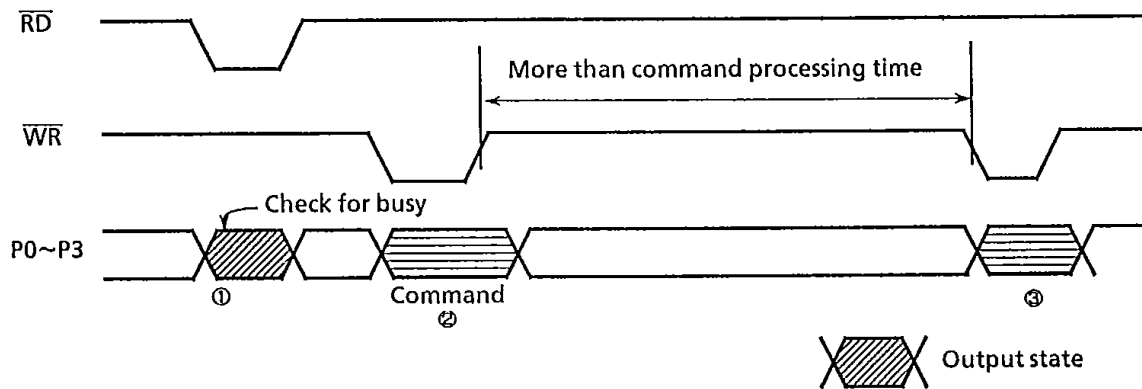 RD
More than command processing time
WR
Check for busy
P0~P3
①
Command
②
③
Output state